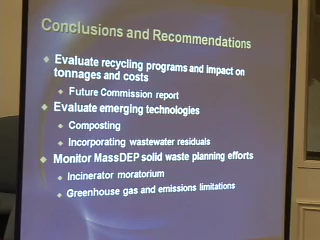 Conclusions and Recommendations
Evaluate recycling programs and impact on
tonnages and costs
Future Commission report
Evaluate emerging technologies
Composting
Incorporating wastewater residuals
Monitor MassDEP solid waste planning efforts
Incinerator moratorium
Greenhouse gas and emissions limitations